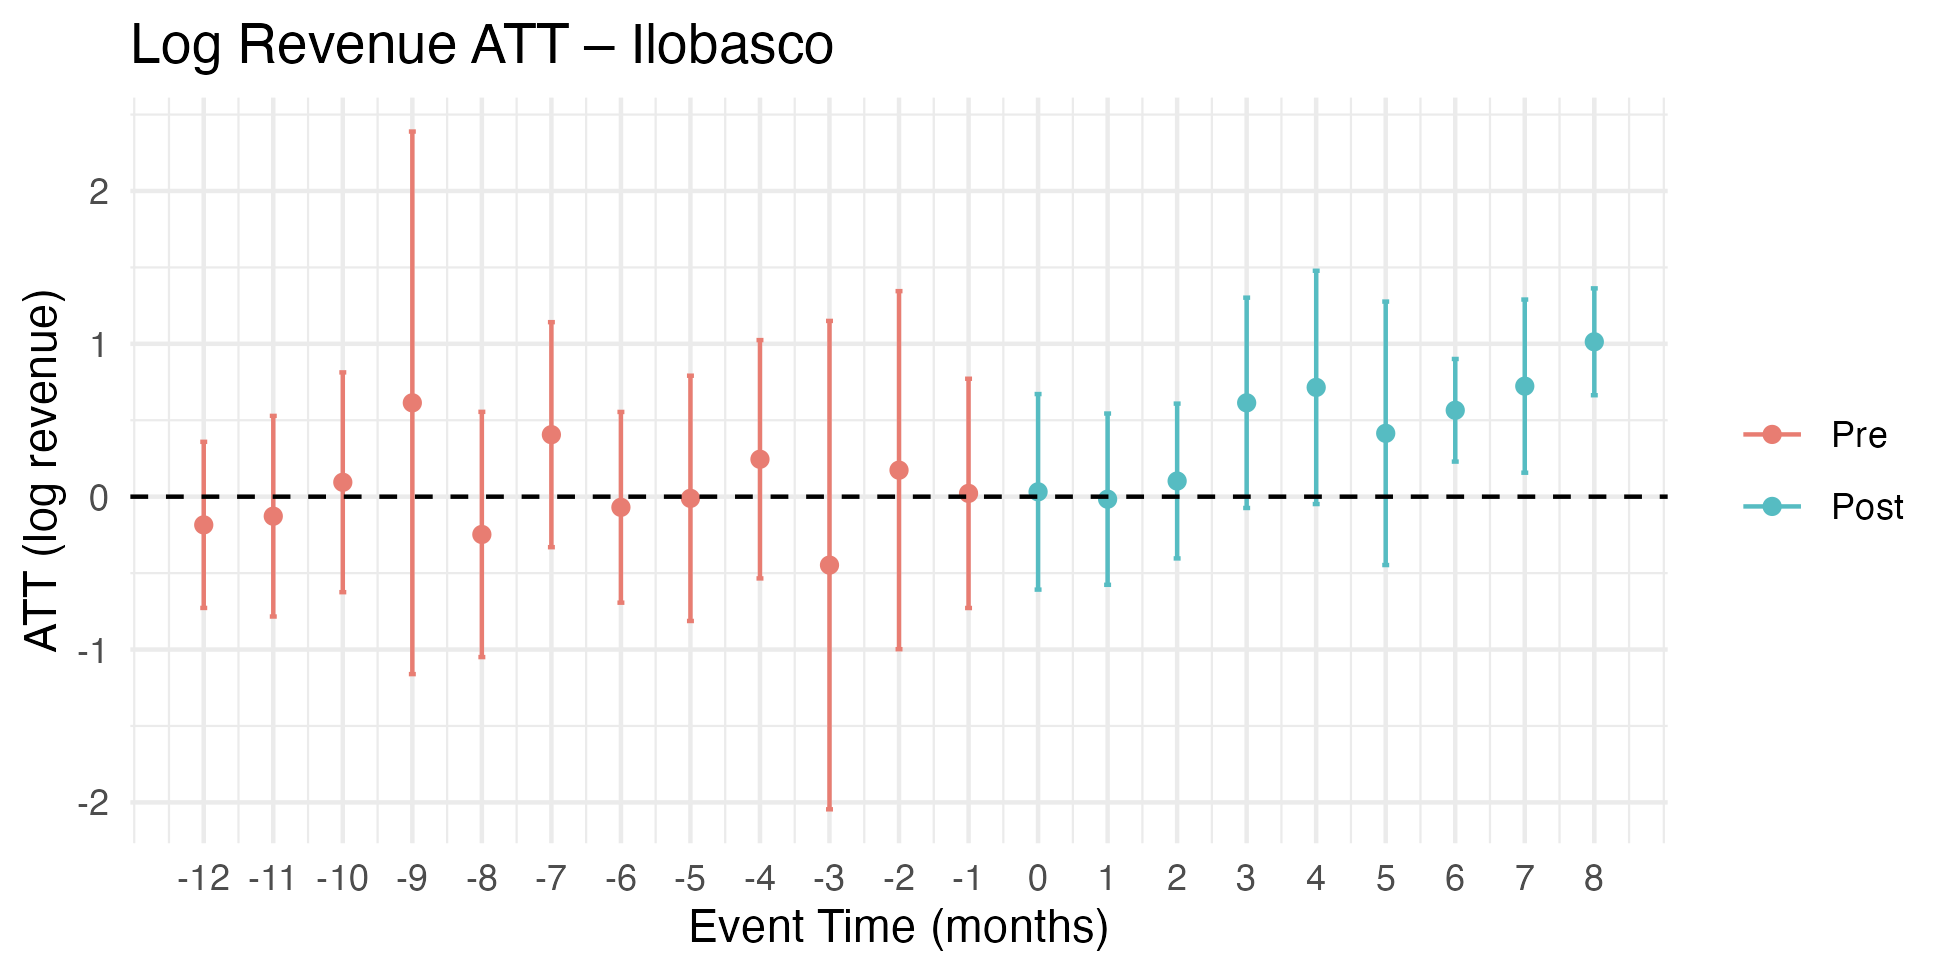 Log Revenue ATT – Ilobasco
ATT (log revenue)
2
1
0
-1
-2
-12 -11 -10 -9 -8 -7 -6 -5 -4 -3 -2 -1 0 1 2 3 4 5 6 7 8
Event Time (months)
Pre
Post